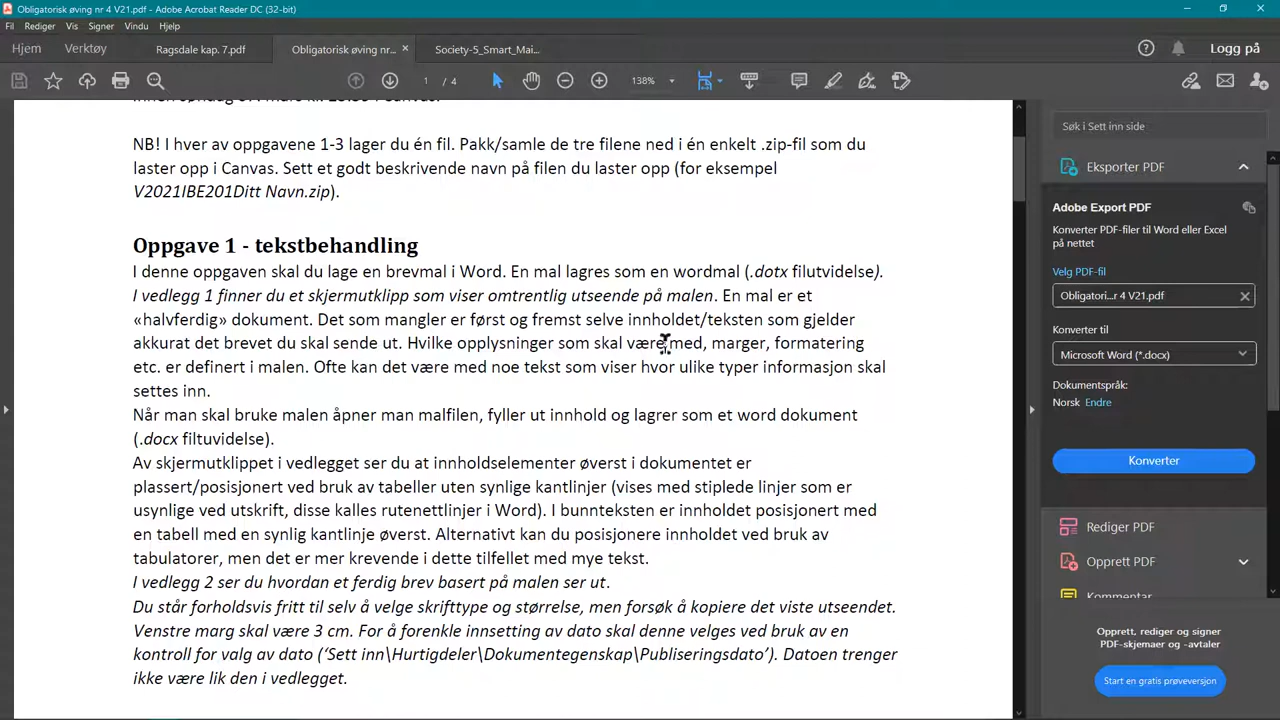 Obligatorisk øving nr 4 V21.pdf - Adobe Acrobat Reader DC (32-bit)
Fil Rediger Vis Signer Vindu Hjelp
Hjem Verktøy Ragsdale kap. 7.pdf Obligatorisk øving nr... × Society-5_Smart_Mai... Logg på
1 / 4 138%
NB! I hver av oppgavene 1-3 lager du én fil. Pakk/samle de tre filene ned i én enkelt .zip-fil som du
laster opp i Canvas. Sett et godt beskrivende navn på filen du laster opp (for eksempel
V2021IBE201Ditt Navn.zip).
Oppgave 1 - tekstbehandling
I denne oppgaven skal du lage en brevmal i Word. En mal lagres som en wordmal (.dotx filutvidelse).
I vedlegg 1 finner du et skjermutklipp som viser omtrentlig utseende på malen. En mal er et
«halvferdig» dokument. Det som mangler er først og fremst selve innholdet/teksten som gjelder
akkurat det brevet du skal sende ut. Hvilke opplysninger som skal være med, marger, formatering
etc. er definert i malen. Ofte kan det være med noe tekst som viser hvor ulike typer informasjon skal
settes inn.
Når man skal bruke malen åpner man malfilen, fyller ut innhold og lagrer som et word dokument
(.docx filtuvidelse).
Av skjermutklippet i vedlegget ser du at innholdselementer øverst i dokumentet er
plassert/posisjonert ved bruk av tabeller uten synlige kantlinjer (vises med stiplede linjer som er
usynlige ved utskrift, disse kalles rutenettlinjer i Word). I bunnteksten er innholdet posisjonert med
en tabell med en synlig kantlinje øverst. Alternativt kan du posisjonere innholdet ved bruk av
tabulatorer, men det er mer krevende i dette tilfellet med mye tekst.
I vedlegg 2 ser du hvordan et ferdig brev basert på malen ser ut.
Du står forholdsvis fritt til selv å velge skrifttype og størrelse, men forsøk å kopiere det viste utseendet.
Venstre marg skal være 3 cm. For å forenkle innsetting av dato skal denne velges ved bruk av en
kontroll for valg av dato ('Sett inn\Hurtigdeler\Dokumentegenskap\Publiseringsdato'). Datoen trenger
ikke være lik den i vedlegget.
Søk i Sett inn side
Eksporter PDF
Adobe Export PDF
Konverter PDF-filer til Word eller Excel
på nettet
Velg PDF-fil
Obligatori...r 4 V21.pdf
Konverter til
Microsoft Word (*.docx)
Dokumentspråk:
Norsk Endre
Konverter
Rediger PDF
Opprett PDF
Kommentar
Opprett, rediger og signer
PDF-skjemaer og -avtaler
Start en gratis prøveversjon